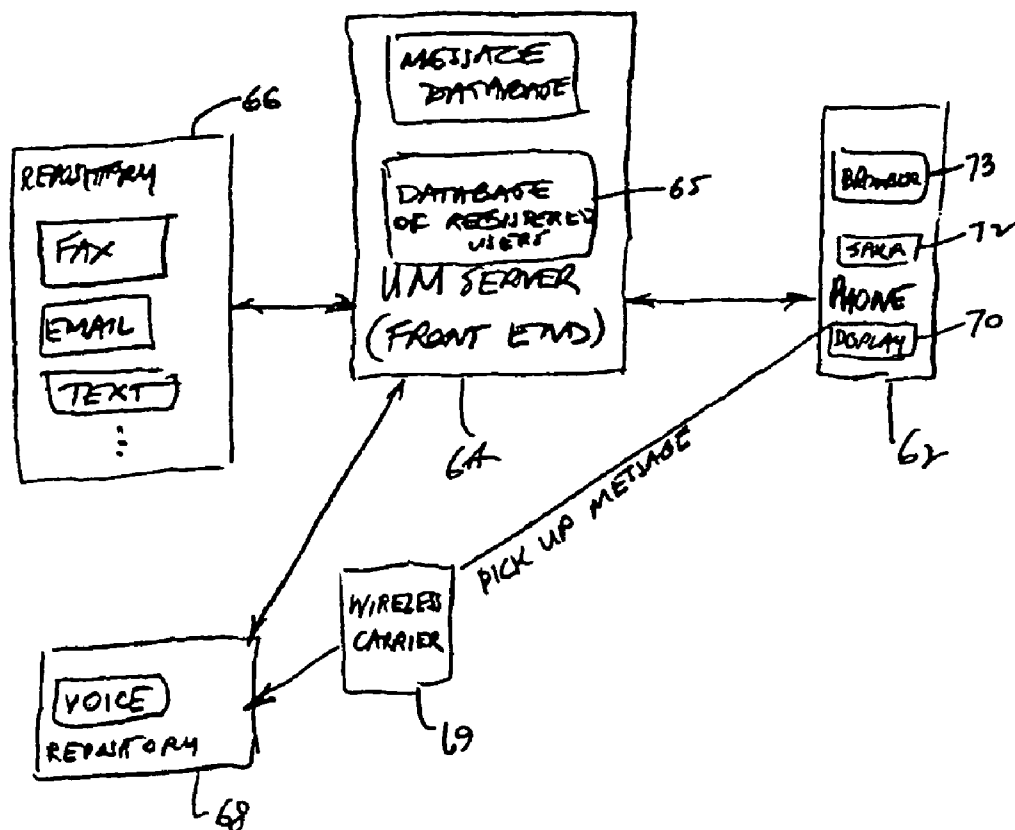 66
REPOSITORY
FAX
EMAIL
TEXT
MESSAGE
DATABASE
DATABASE
OF REGISTERED
USERS
65
UM SERVER
(FRONT END)
64
BROWSER
73
JAVA
72
PHONE
DISPLAY
70
62
PICK UP MESSAGE
WIRELESS
CARRIER
69
VOICE
REPOSITORY
68